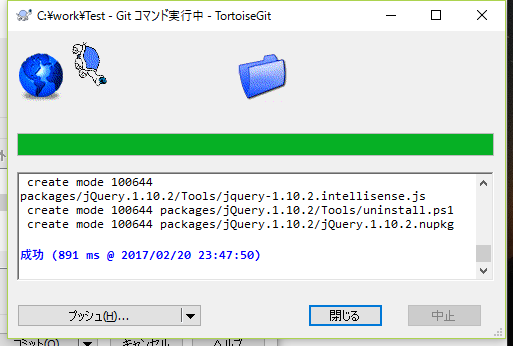 C:¥work¥Test - Git コマンド実行中 - TortoiseGit
create mode 100644
packages/jQuery.1.10.2/Tools/jquery-1.10.2.intellisense.js
create mode 100644 packages/jQuery.1.10.2/Tools/uninstall.ps1
create mode 100644 packages/jQuery.1.10.2/jQuery.1.10.2.nupkg
成功 (891 ms @ 2017/02/20 23:47:50)
プッシュ(H)... 閉じる 中止
キャンセル ヘルプ